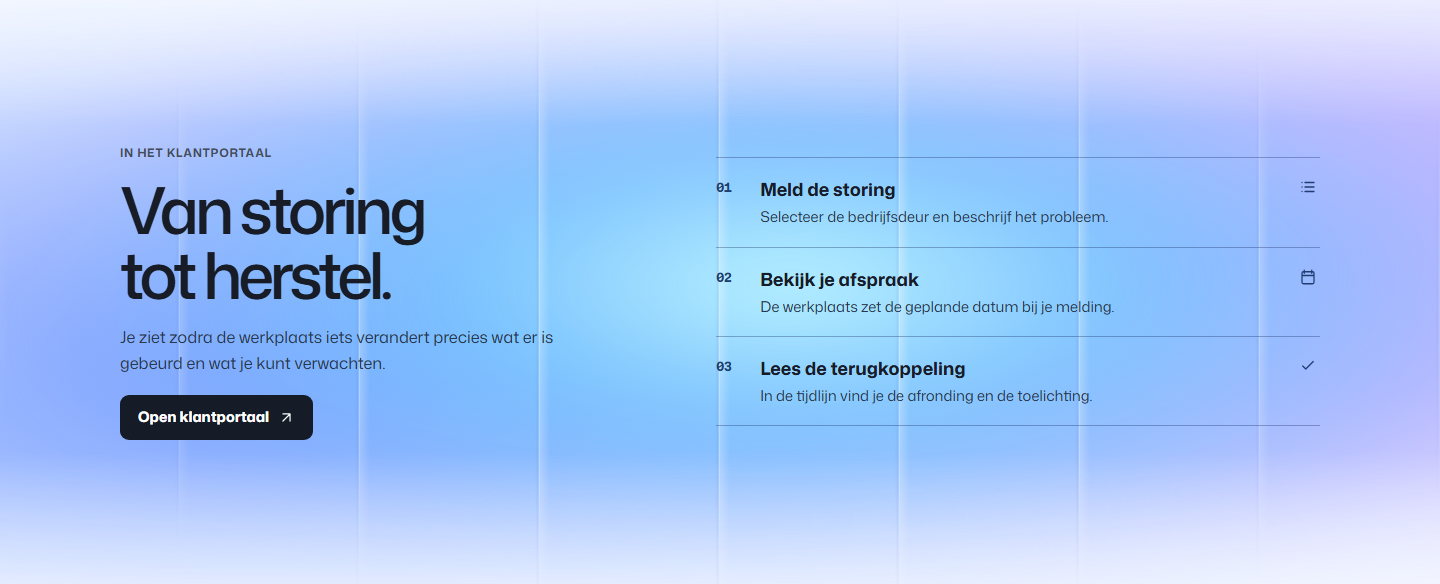 IN HET KLANTPORTAAL
Van storing
tot herstel.
Je ziet zodra de werkplaats iets verandert precies wat er is
gebeurd en wat je kunt verwachten.
Open klantportaal
01
Meld de storing
Selecteer de bedrijfsdeur en beschrijf het probleem.
02
Bekijk je afspraak
De werkplaats zet de geplande datum bij je melding.
03
Lees de terugkoppeling
In de tijdlijn vind je de afronding en de toelichting.